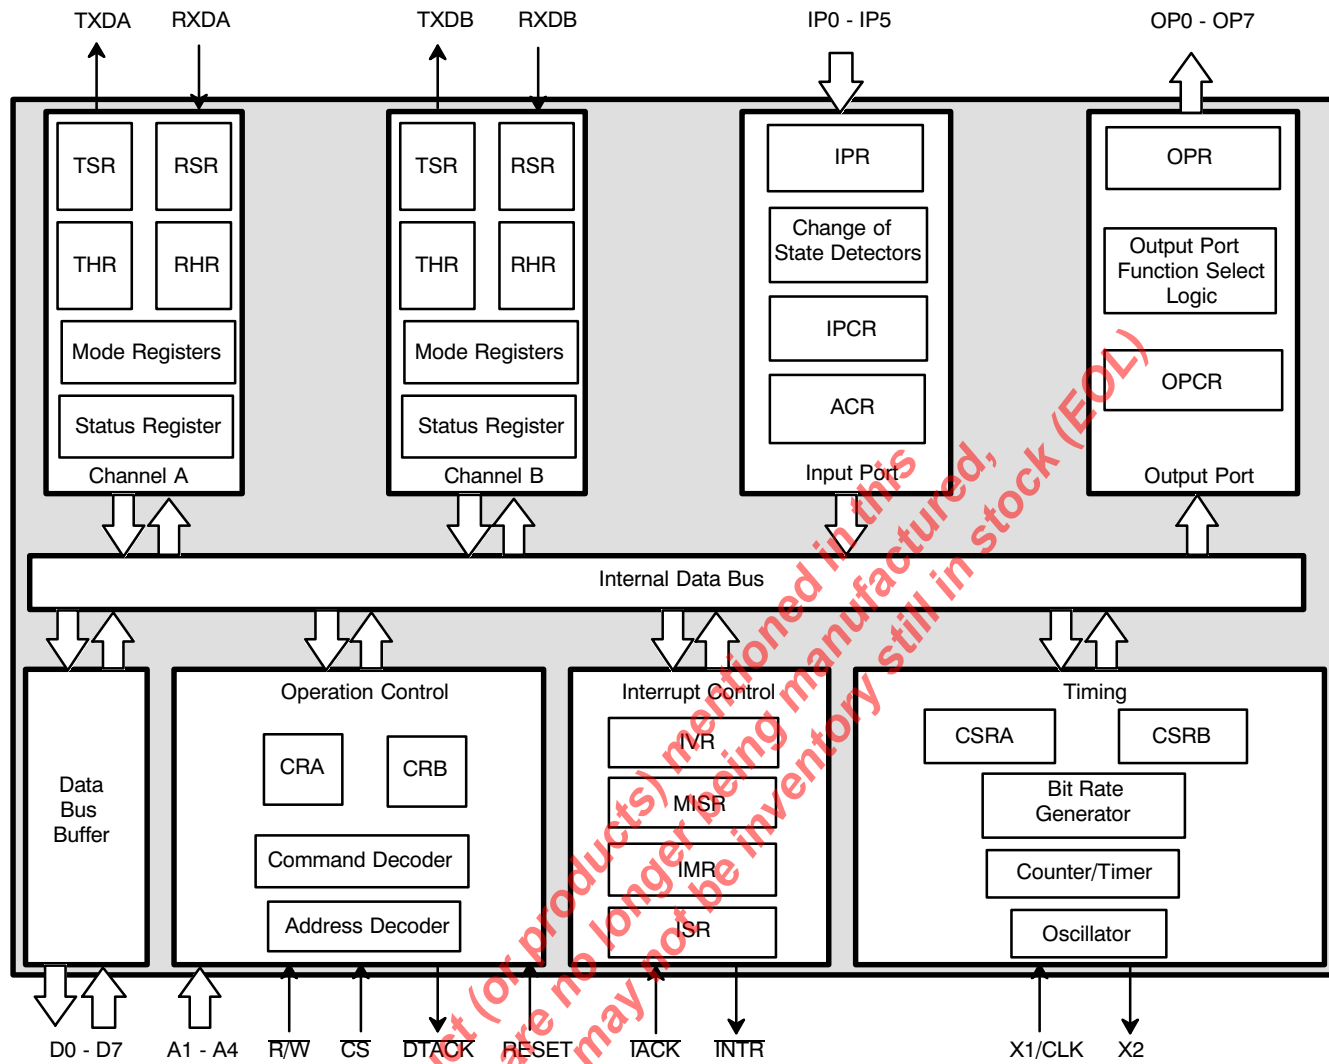 TXDA RXDA TXDB RXDB IP0 - IP5 OP0 - OP7
TSR RSR
THR RHR
Mode Registers
Status Register
Channel A
TSR RSR
THR RHR
Mode Registers
Status Register
Channel B
IPR
Change of
State Detectors
IPCR
ACR
Input Port
OPR
Output Port
Function Select
Logic
OPCR
Output Port
Internal Data Bus
Data
Bus
Buffer
Operation Control
CRA CRB
Command Decoder
Address Decoder
Interrupt Control
IVR
MISR
IMR
ISR
Timing
CSRA CSRB
Bit Rate
Generator
Counter/Timer
Oscillator
D0 - D7 A1 - A4 R/W CS DTACK RESET IACK INTR X1/CLK X2
(or products) mentioned in this
are no longer being manufactured,
may not be inventory still in stock (EOL)